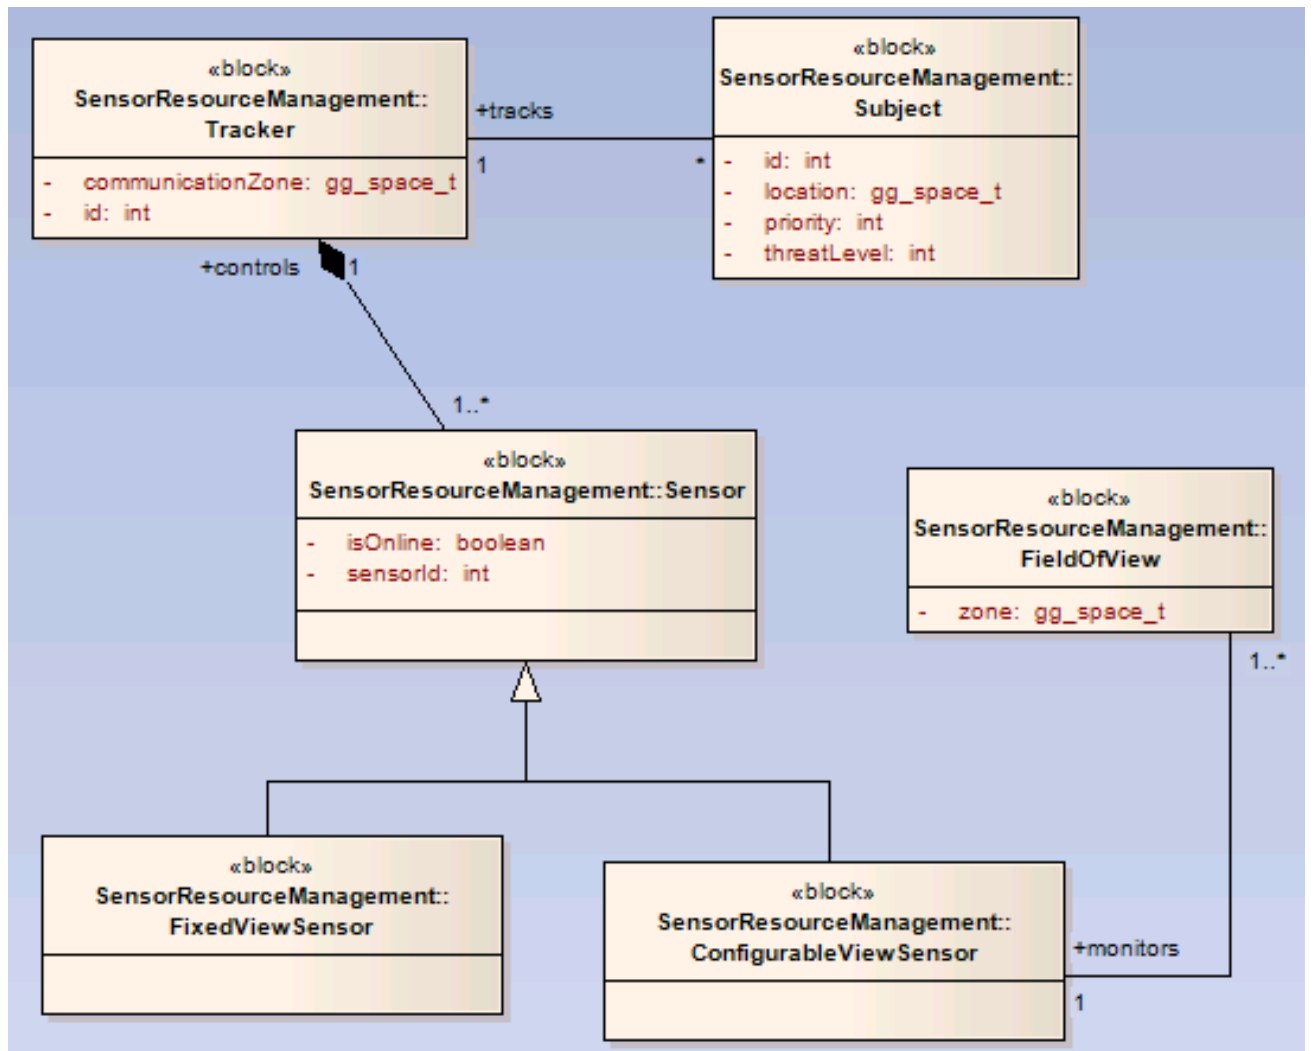 «block»
SensorResourceManagement::
Tracker
- communicationZone: gg_space_t
- id: int
+tracks
1
*
«block»
SensorResourceManagement::
Subject
- id: int
- location: gg_space_t
- priority: int
- threatLevel: int
+controls
1
1..*
«block»
SensorResourceManagement::Sensor
- isOnline: boolean
- sensorId: int
«block»
SensorResourceManagement::
FieldOfView
- zone: gg_space_t
1..*
«block»
SensorResourceManagement::
FixedViewSensor
«block»
SensorResourceManagement::
ConfigurableViewSensor
+monitors
1